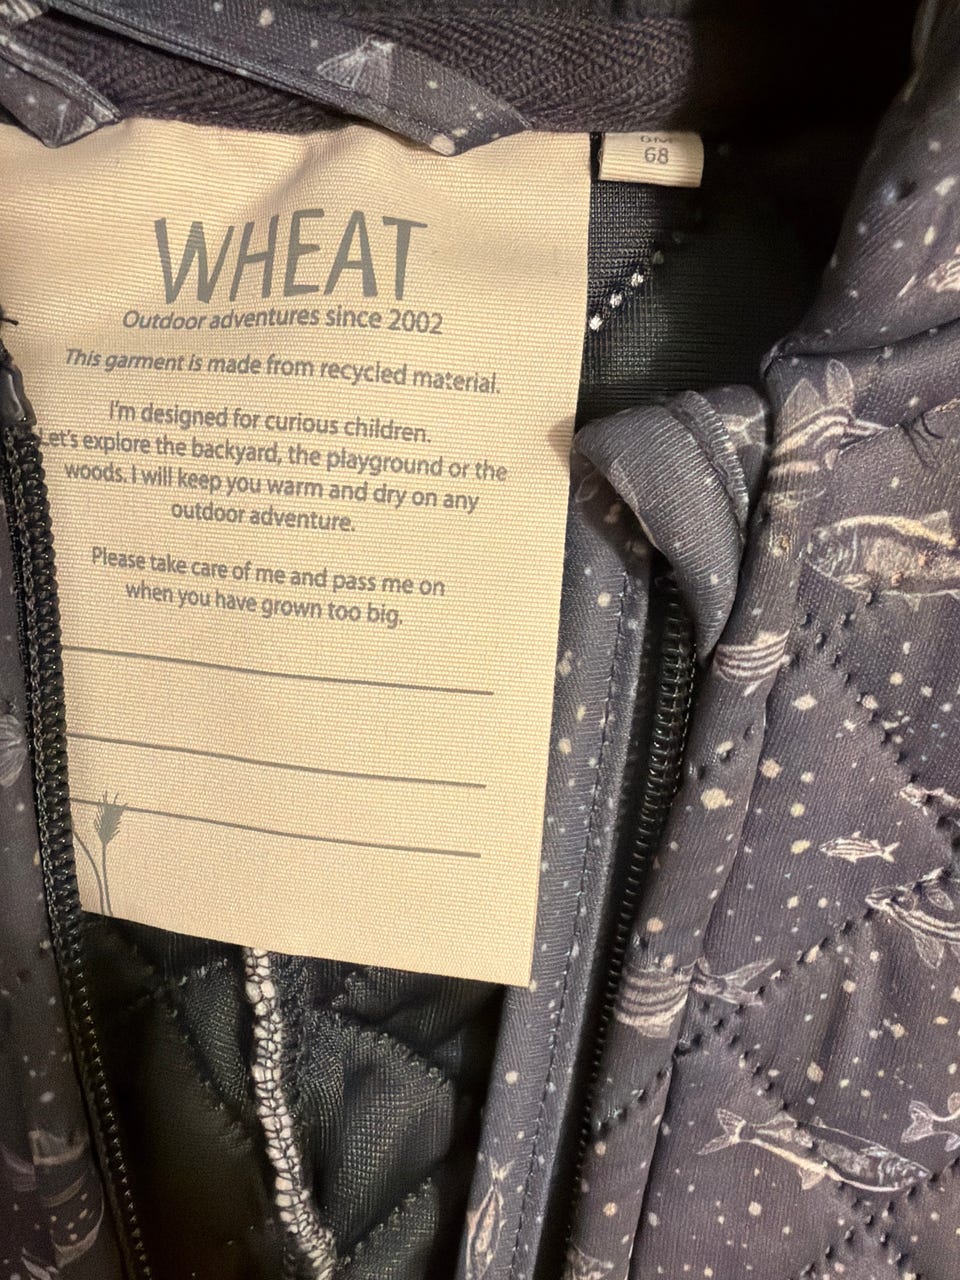 WHEAT
Outdoor adventures since 2002
This garment is made from recycled material.
I'm designed for curious children.
Let's explore the backyard, the playground or the
woods. I will keep you warm and dry on any
outdoor adventure.
Please take care of me and pass me on
when you have grown too big.
68